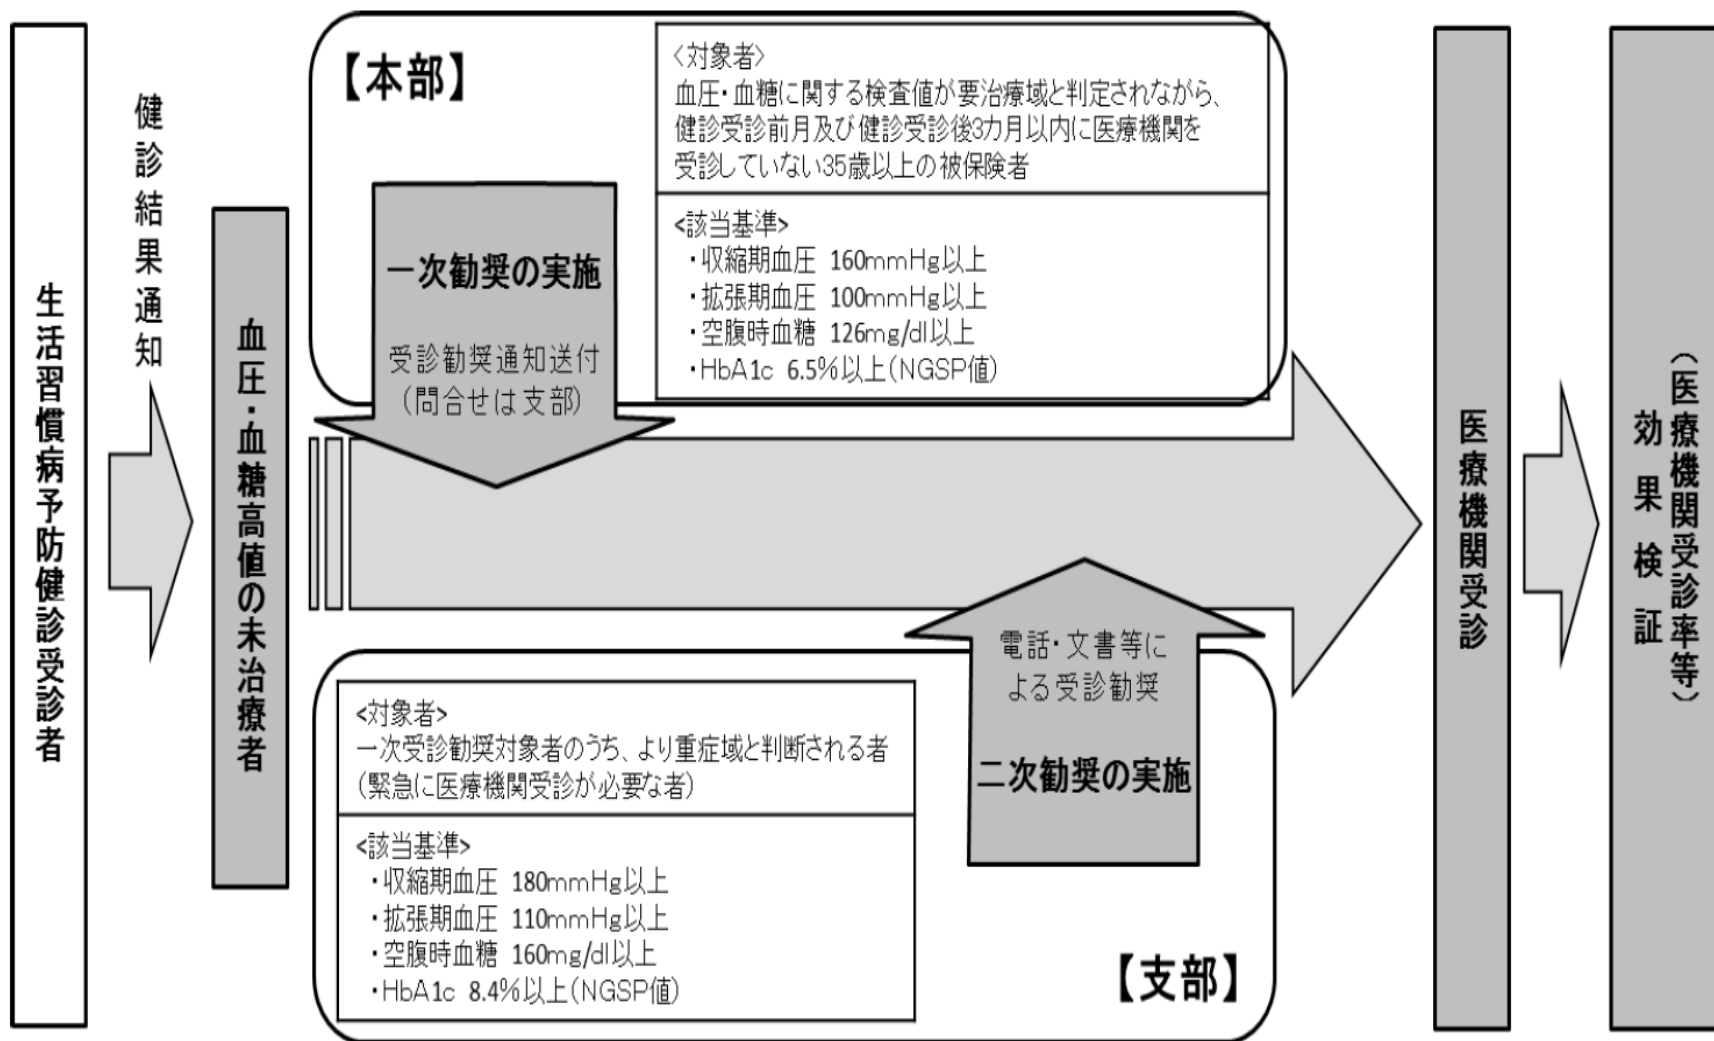 生活習慣病予防健診受診者
健診結果通知
血圧・血糖高値の未治療者
【本部】
一次勧奨の実施
受診勧奨通知送付
(問合せは支部)
<対象者>
血圧・血糖に関する検査値が要治療域と判定されながら、
健診受診前月及び健診受診後3カ月以内に医療機関を
受診していない35歳以上の被保険者
<該当基準>
・収縮期血圧 160mmHg以上
・拡張期血圧 100mmHg以上
・空腹時血糖 126mg/dl以上
・HbA1c 6.5%以上(NGSP値)
<対象者>
一次受診勧奨対象者のうち、より重症域と判断される者
(緊急に医療機関受診が必要な者)
<該当基準>
・収縮期血圧 180mmHg以上
・拡張期血圧 110mmHg以上
・空腹時血糖 160mg/dl以上
・HbA1c 8.4%以上(NGSP値)
電話・文書等に
よる受診勧奨
二次勧奨の実施
【支部】
医療機関受診
効果検証
(医療機関受診率等)